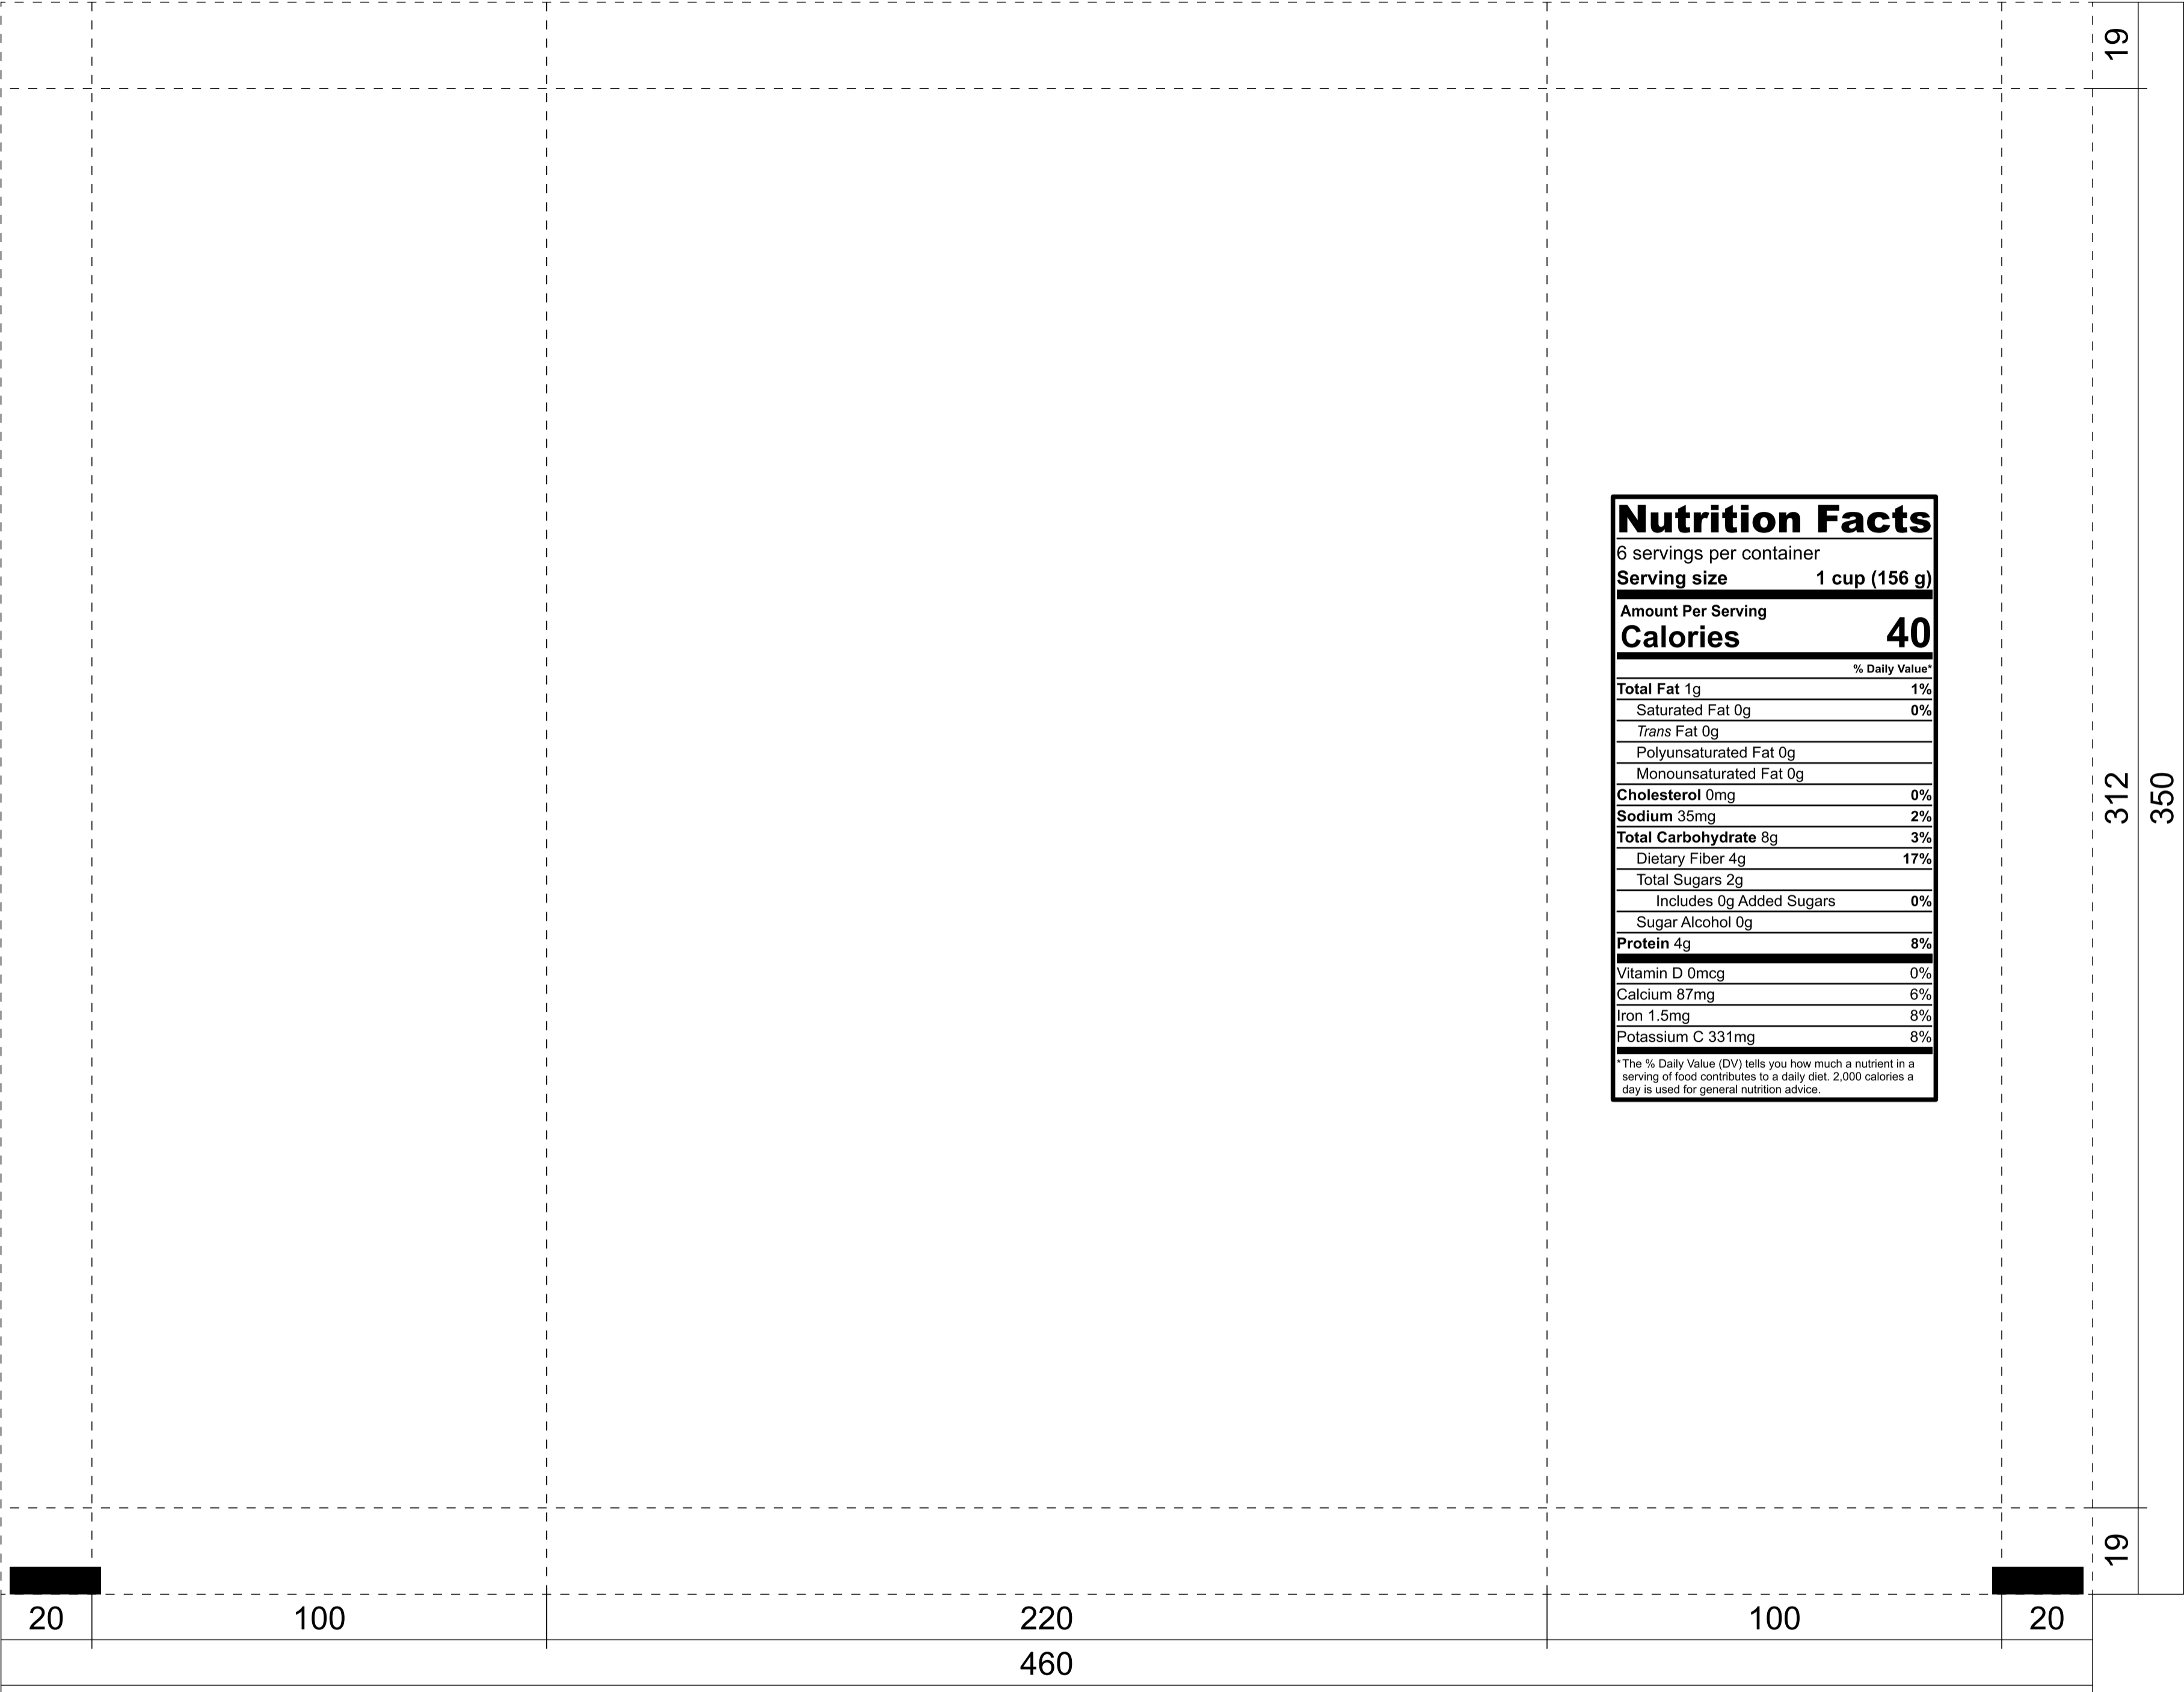 19
Nutrition Facts
6 servings per container
Serving size 1 cup (156 g)
Amount Per Serving
Calories 40
% Daily Value*
Total Fat 1g 1%
Saturated Fat 0g 0%
Trans Fat 0g
Polyunsaturated Fat 0g
Monounsaturated Fat 0g
Cholesterol 0mg 0%
Sodium 35mg 2%
Total Carbohydrate 8g 3%
Dietary Fiber 4g 17%
Total Sugars 2g
Includes 0g Added Sugars 0%
Sugar Alcohol 0g
Protein 4g 8%
Vitamin D 0mcg 0%
Calcium 87mg 6%
Iron 1.5mg 8%
Potassium C 331mg 8%
*The % Daily Value (DV) tells you how much a nutrient in a
serving of food contributes to a daily diet. 2,000 calories a
day is used for general nutrition advice.
312
350
19
20 100 220 100 20
460